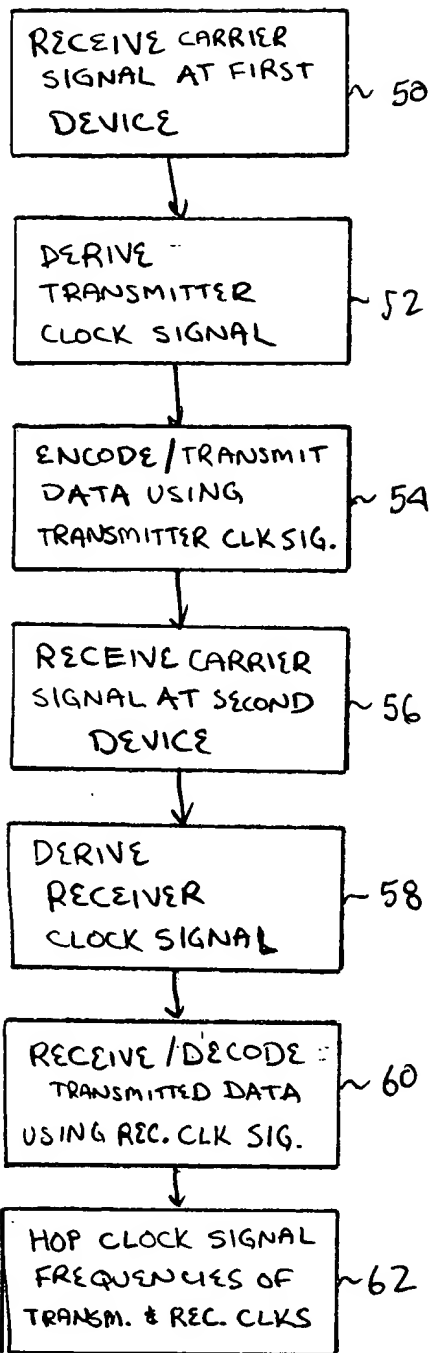 RECEIVE CARRIER
SIGNAL AT FIRST
DEVICE
~ 50
DERIVE
TRANSMITTER
CLOCK SIGNAL
~ 52
ENCODE/TRANSMIT
DATA USING
TRANSMITTER CLK SIG.
~ 54
RECEIVE CARRIER
SIGNAL AT SECOND
DEVICE
~ 56
DERIVE
RECEIVER
CLOCK SIGNAL
~ 58
RECEIVE/DECODE
TRANSMITTED DATA
USING REC. CLK SIG.
~ 60
HOP CLOCK SIGNAL
FREQUENCIES OF
TRANSM. & REC. CLKS
~ 62